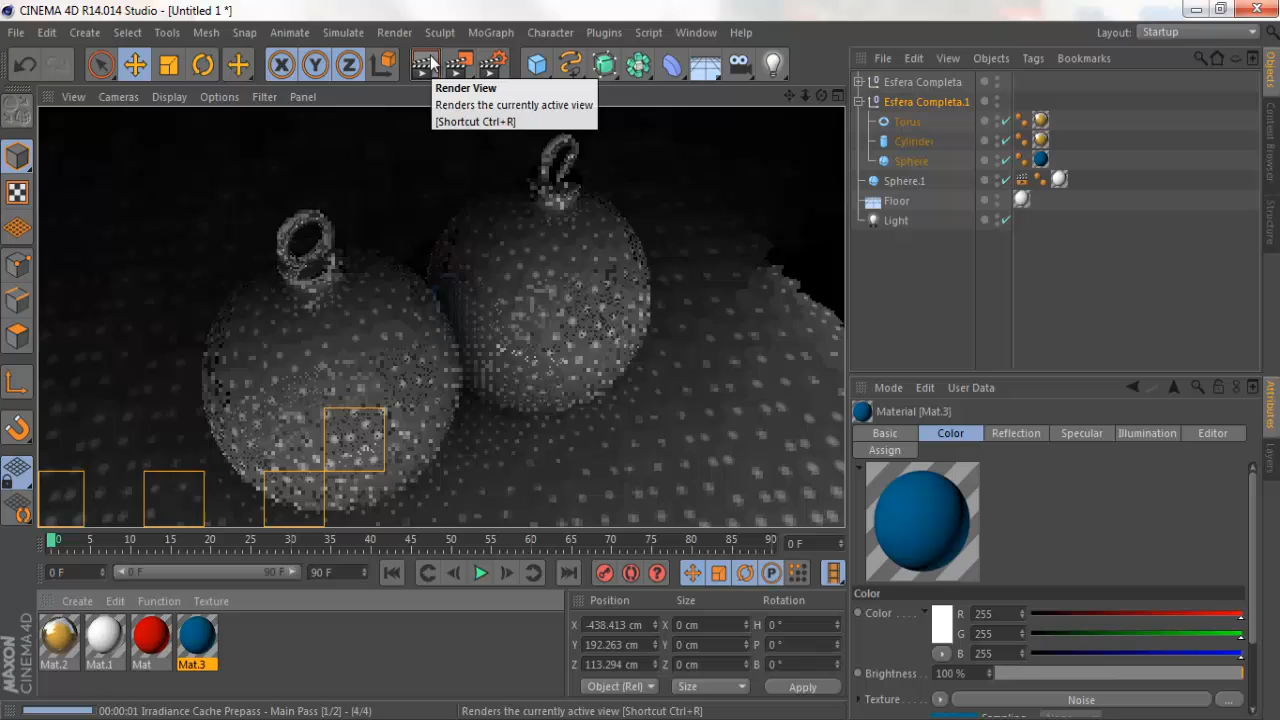 CINEMA 4D R14.014 Studio - [Untitled 1 *]
File Edit Create Select Tools Mesh Snap Animate Simulate Render Sculpt MoGraph Character Plugins Script Window Help Layout: Startup
File Edit View Objects Tags Bookmarks
View Cameras Display Options Filter Panel
Render View
Renders the currently active view
[Shortcut Ctrl+R]
Esfera Completa
Esfera Completa.1
Torus
Cylinder
Sphere
Sphere.1
Floor
Light
Objects
Content Browser
Structure
Mode Edit User Data
Material [Mat.3]
Basic Color Reflection Specular Illumination Editor
Assign
Attributes
Layers
Color
Color R 255
G 255
B 255
Brightness 100 %
Texture Noise ...
Sampling
0 5 10 15 20 25 30 35 40 45 50 55 60 65 70 75 80 85 90 0 F
0 F 0 F 90 F 90 F
Create Edit Function Texture
Mat.2 Mat.1 Mat Mat.3
Position Size Rotation
X -438.413 cm X 0 cm H 0 °
Y 192.263 cm Y 0 cm P 0 °
Z 113.294 cm Z 0 cm B 0 °
Object (Rel) Size Apply
MAXON
CINEMA 4D
00:00:01 Irradiance Cache Prepass - Main Pass [1/2] - (4/4) Renders the currently active view [Shortcut Ctrl+R]